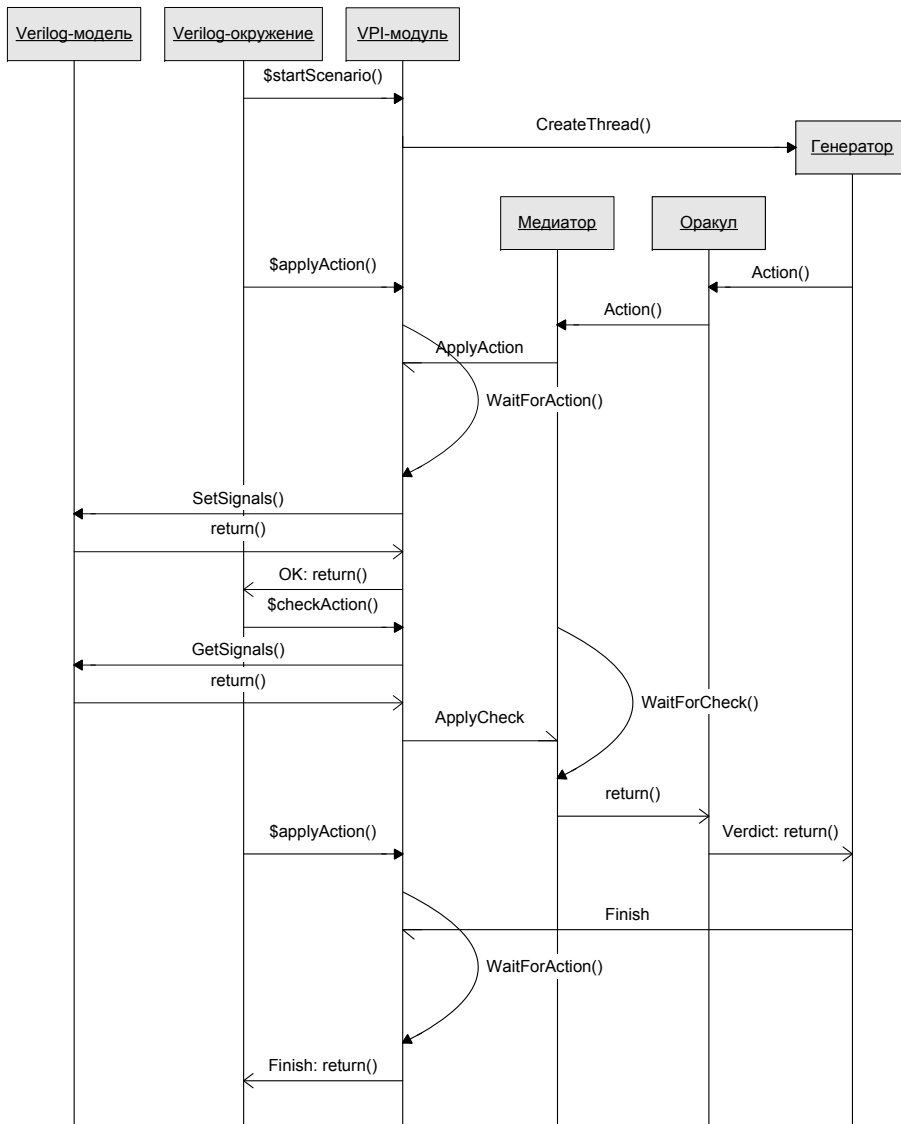 Verilog-модель
Verilog-окружение
VPI-модуль
$startScenario()
CreateThread()
Генератор
Медиатор
Оракул
$applyAction()
Action()
Action()
ApplyAction
WaitForAction()
SetSignals()
return()
OK: return()
$checkAction()
GetSignals()
return()
WaitForCheck()
ApplyCheck
return()
$applyAction()
Verdict: return()
Finish
WaitForAction()
Finish: return()